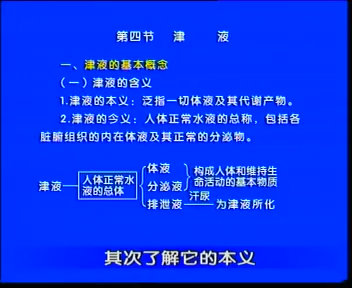 第四节 津 液
一、津液的基本概念
（一）津液的含义
1.津液的本义：泛指一切体液及其代谢产物。
2.津液的今义：人体正常水液的总称，包括各
脏腑组织的内在体液及其正常的分泌物。
津液
人体正常水
液的总体
体液
分泌液
排泄液
构成人体和维持生
命活动的基本物质
汗尿
为津液所化
其次了解它的本义